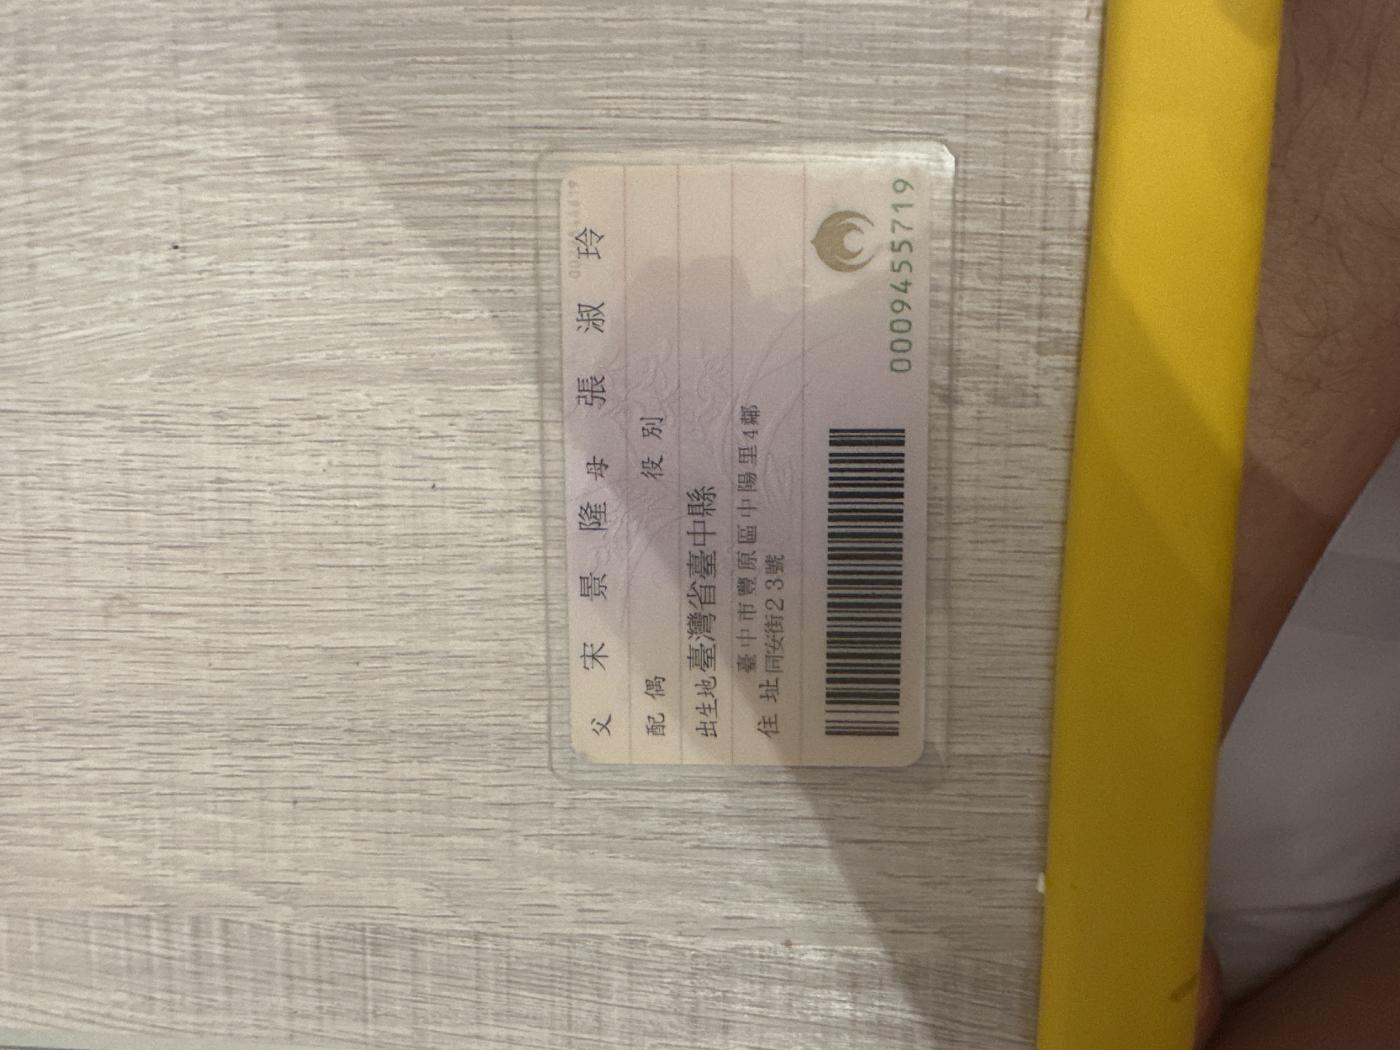 父 宋景隆 母 張淑玲
配偶 役別
出生地 臺灣省臺中縣
住址 臺中市豐原區中陽里4鄰
同安街23號
0009455719